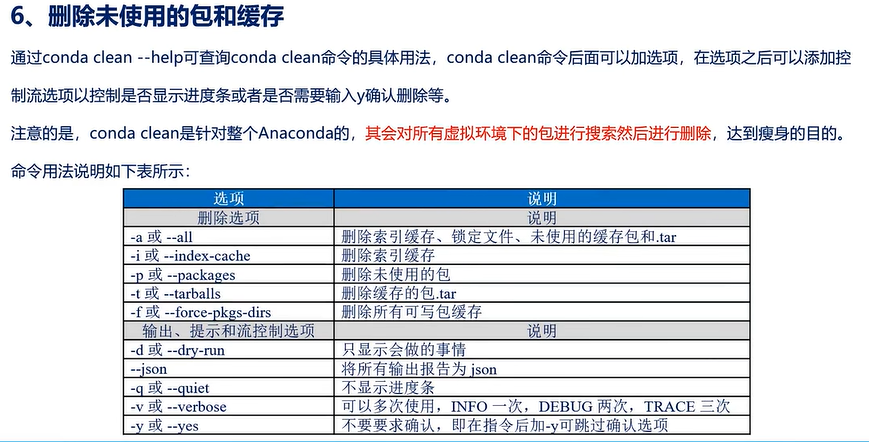 6、删除未使用的包和缓存
通过conda clean --help可查询conda clean命令的具体用法，conda clean命令后面可以加选项，在选项之后可以添加控
制流选项以控制是否显示进度条或者是否需要输入y确认删除等。
注意的是，conda clean是针对整个Anaconda的，其会对所有虚拟环境下的包进行搜索然后进行删除，达到瘦身的目的。
命令用法说明如下表所示：
选项 说明
删除选项 说明
-a 或 --all 删除索引缓存、锁定文件、未使用的缓存包和.tar
-i 或 --index-cache 删除索引缓存
-p 或 --packages 删除未使用的包
-t 或 --tarballs 删除缓存的包.tar
-f 或 --force-pkgs-dirs 删除所有可写包缓存
输出、提示和流控制选项 说明
-d 或 --dry-run 只显示会做的事情
--json 将所有输出报告为 json
-q 或 --quiet 不显示进度条
-v 或 --verbose 可以多次使用，INFO 一次，DEBUG 两次，TRACE 三次
-y 或 --yes 不要要求确认，即在指令后加-y可跳过确认选项